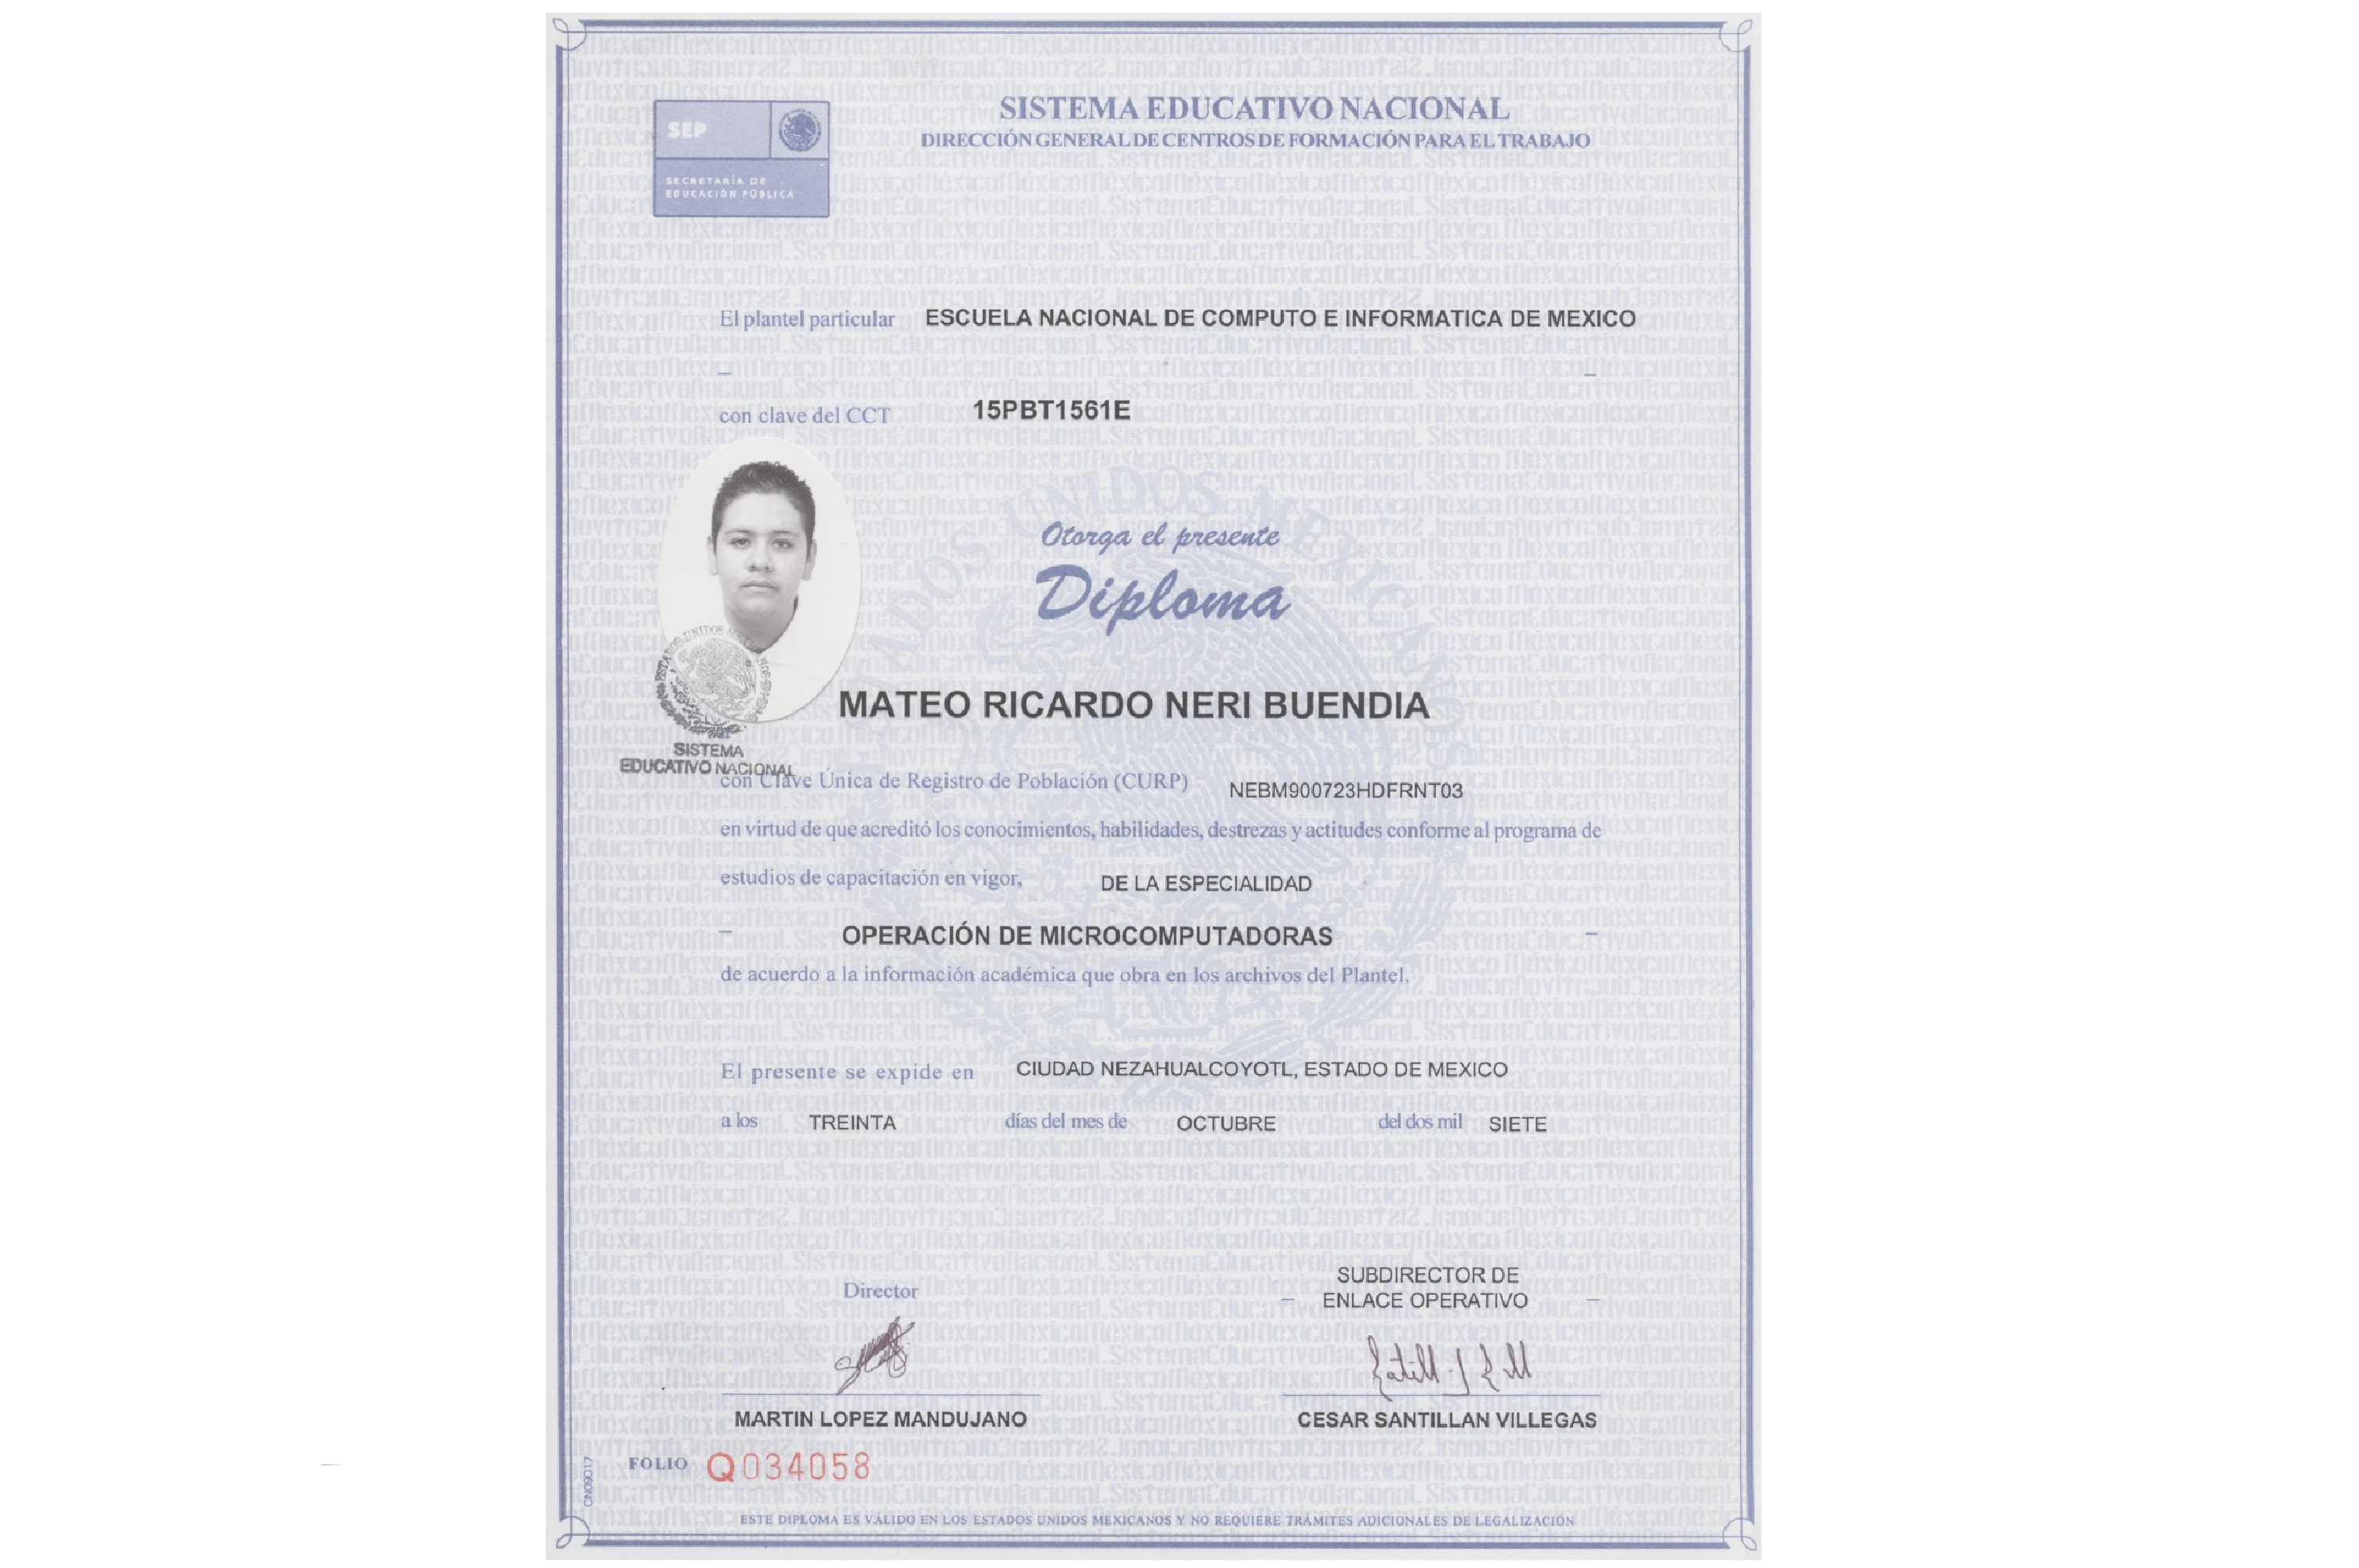 SEP
SECRETARÍA DE
EDUCACIÓN PÚBLICA
SISTEMA EDUCATIVO NACIONAL
DIRECCIÓN GENERAL DE CENTROS DE FORMACIÓN PARA EL TRABAJO
El plantel particular ESCUELA NACIONAL DE COMPUTO E INFORMATICA DE MEXICO
con clave del CCT 15PBT1561E
Otorga el presente
Diploma
ESTADOS UNIDOS MEXICANOS
MATEO RICARDO NERI BUENDIA
SISTEMA
EDUCATIVO NACIONAL
con Clave Única de Registro de Población (CURP) NEBM900723HDFRNT03
en virtud de que acreditó los conocimientos, habilidades, destrezas y actitudes conforme al programa de
estudios de capacitación en vigor, DE LA ESPECIALIDAD
OPERACIÓN DE MICROCOMPUTADORAS
de acuerdo a la información académica que obra en los archivos del Plantel.
El presente se expide en CIUDAD NEZAHUALCOYOTL, ESTADO DE MEXICO
a los TREINTA días del mes de OCTUBRE del dos mil SIETE
Director
SUBDIRECTOR DE
ENLACE OPERATIVO
MARTIN LOPEZ MANDUJANO
CESAR SANTILLAN VILLEGAS
FOLIO Q034058
CN09017
ESTE DIPLOMA ES VÁLIDO EN LOS ESTADOS UNIDOS MEXICANOS Y NO REQUIERE TRÁMITES ADICIONALES DE LEGALIZACIÓN